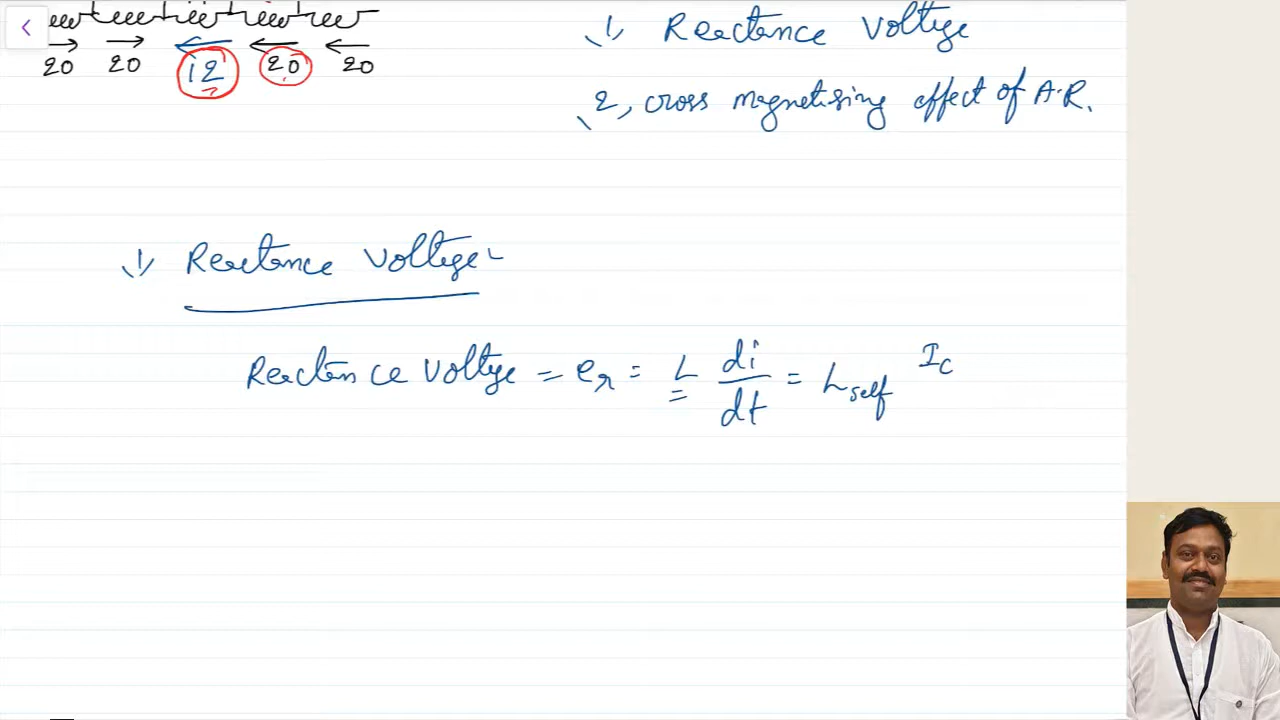 20 20 12 20 20
1, Reactance Voltage
2, cross magnetising effect of A.R.
1, Reactance Voltage-
Reactance Voltage = er = L di/dt = Lself Ic